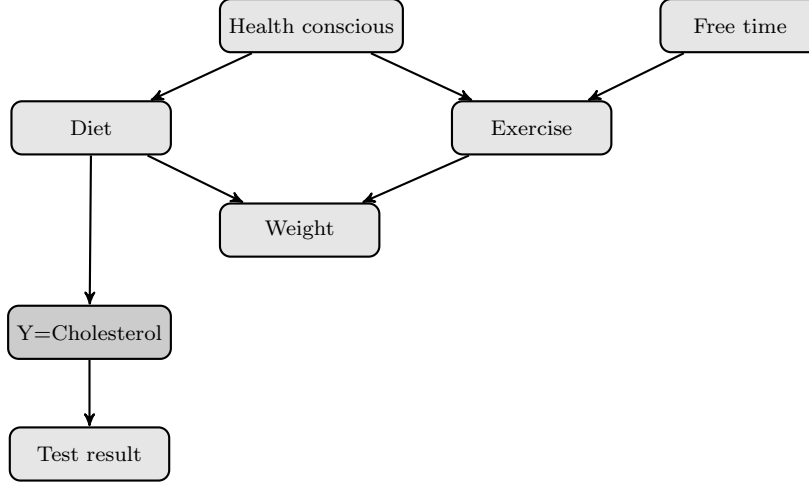 Health conscious
Free time
Diet
Exercise
Weight
Y=Cholesterol
Test result